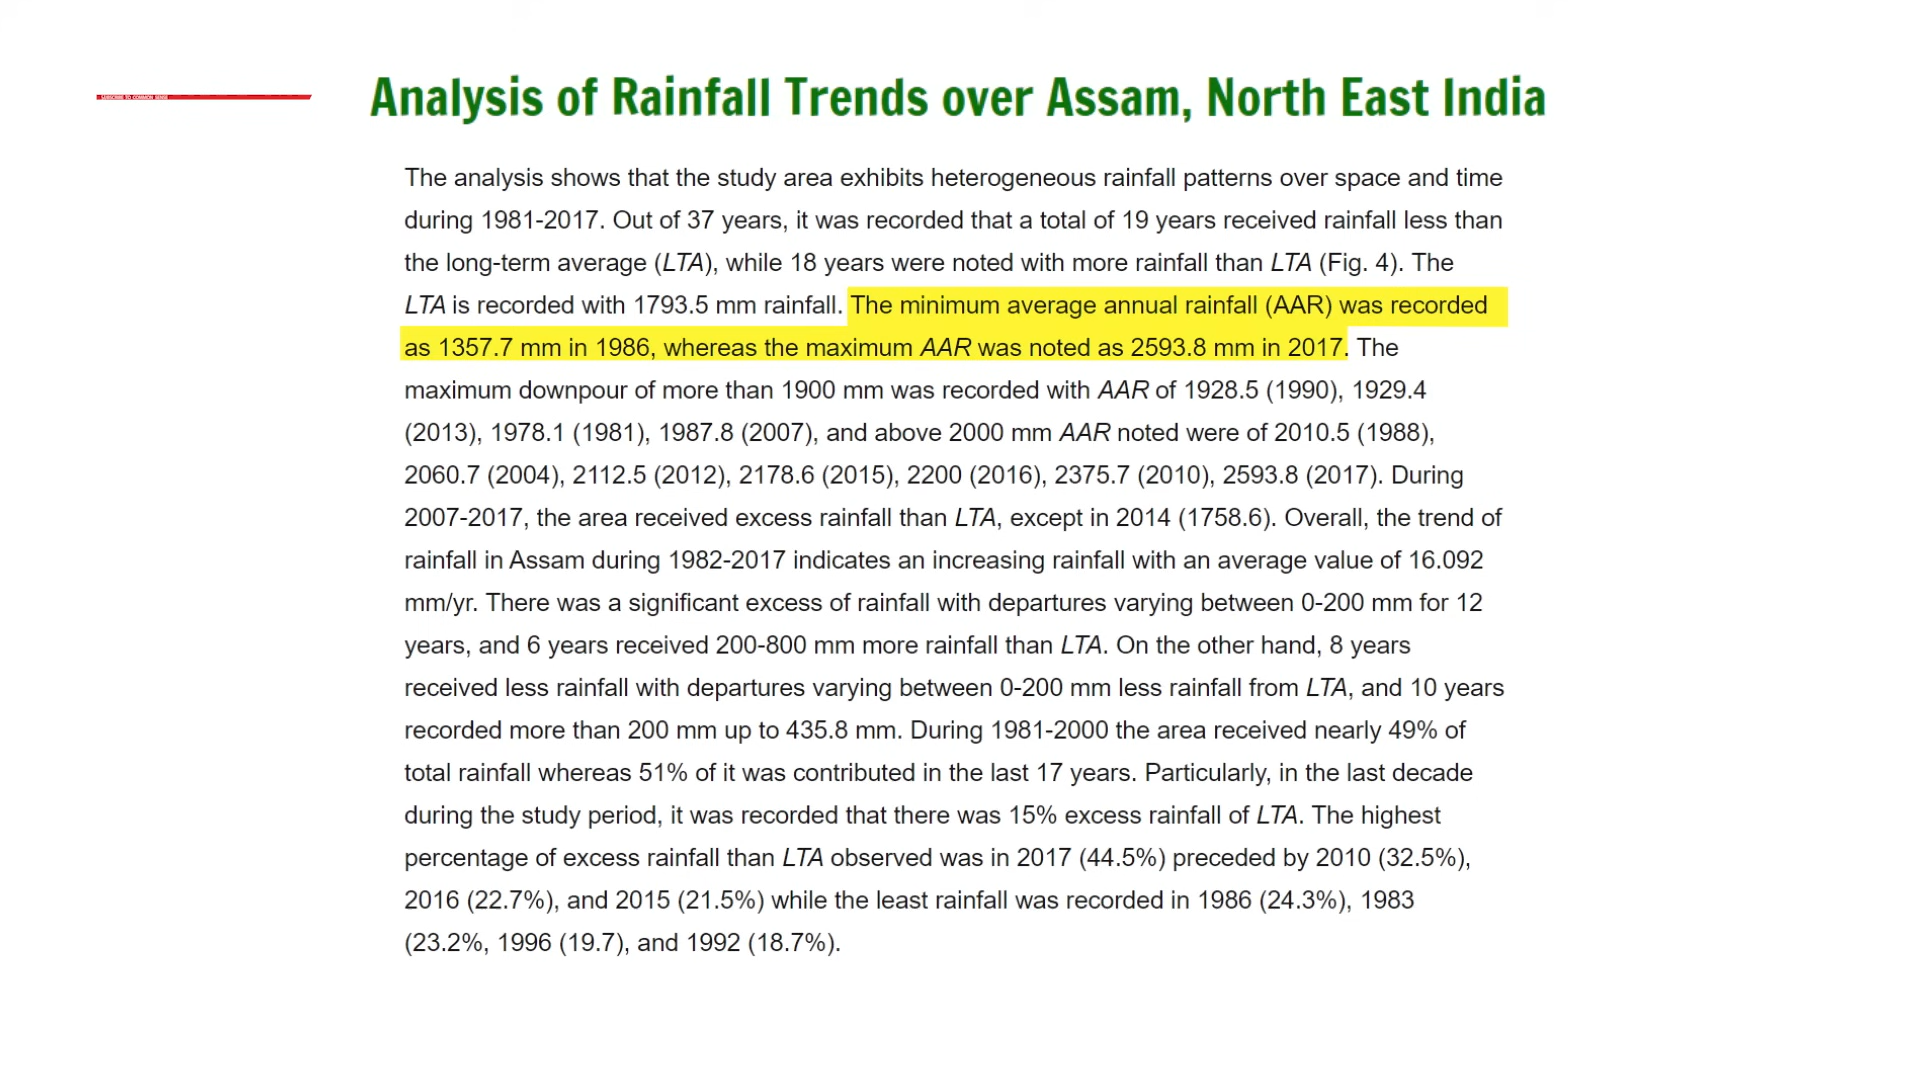 SUBSCRIBE TO COMMON SENSE
Analysis of Rainfall Trends over Assam, North East India
The analysis shows that the study area exhibits heterogeneous rainfall patterns over space and time
during 1981-2017. Out of 37 years, it was recorded that a total of 19 years received rainfall less than
the long-term average (LTA), while 18 years were noted with more rainfall than LTA (Fig. 4). The
LTA is recorded with 1793.5 mm rainfall. The minimum average annual rainfall (AAR) was recorded
as 1357.7 mm in 1986, whereas the maximum AAR was noted as 2593.8 mm in 2017. The
maximum downpour of more than 1900 mm was recorded with AAR of 1928.5 (1990), 1929.4
(2013), 1978.1 (1981), 1987.8 (2007), and above 2000 mm AAR noted were of 2010.5 (1988),
2060.7 (2004), 2112.5 (2012), 2178.6 (2015), 2200 (2016), 2375.7 (2010), 2593.8 (2017). During
2007-2017, the area received excess rainfall than LTA, except in 2014 (1758.6). Overall, the trend of
rainfall in Assam during 1982-2017 indicates an increasing rainfall with an average value of 16.092
mm/yr. There was a significant excess of rainfall with departures varying between 0-200 mm for 12
years, and 6 years received 200-800 mm more rainfall than LTA. On the other hand, 8 years
received less rainfall with departures varying between 0-200 mm less rainfall from LTA, and 10 years
recorded more than 200 mm up to 435.8 mm. During 1981-2000 the area received nearly 49% of
total rainfall whereas 51% of it was contributed in the last 17 years. Particularly, in the last decade
during the study period, it was recorded that there was 15% excess rainfall of LTA. The highest
percentage of excess rainfall than LTA observed was in 2017 (44.5%) preceded by 2010 (32.5%),
2016 (22.7%), and 2015 (21.5%) while the least rainfall was recorded in 1986 (24.3%), 1983
(23.2%, 1996 (19.7), and 1992 (18.7%).